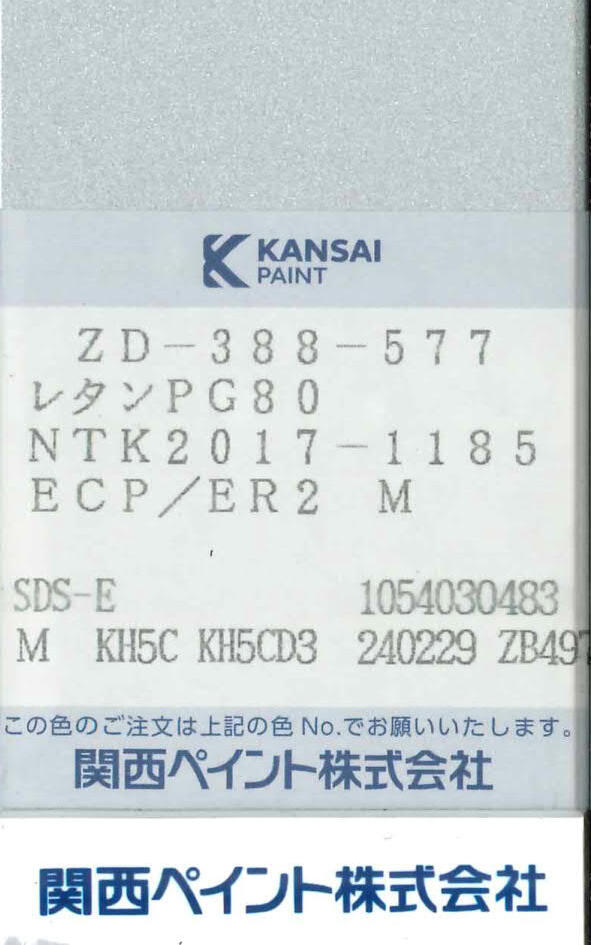 KANSAI
PAINT
ZD-388-577
レタンPG80
NTK2017-1185
ECP/ER2 M
SDS-E 1054030483
M KH5C KH5CD3 240229 ZB497
この色のご注文は上記の色 No.でお願いいたします。
関西ペイント株式会社
関西ペイント株式会社